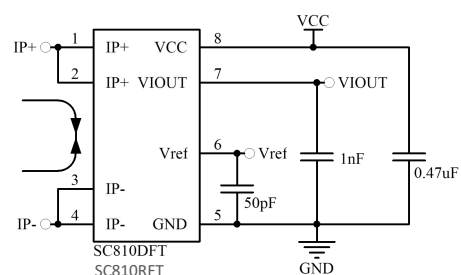 VCC
IP+ 1 IP+ VCC 8
2 IP+ VIOUT 7 VIOUT
Vref 6 Vref
1nF 0.47uF
3 IP- 50pF
IP- 4 IP- GND 5
SC810DFT
SC810RFT
GND